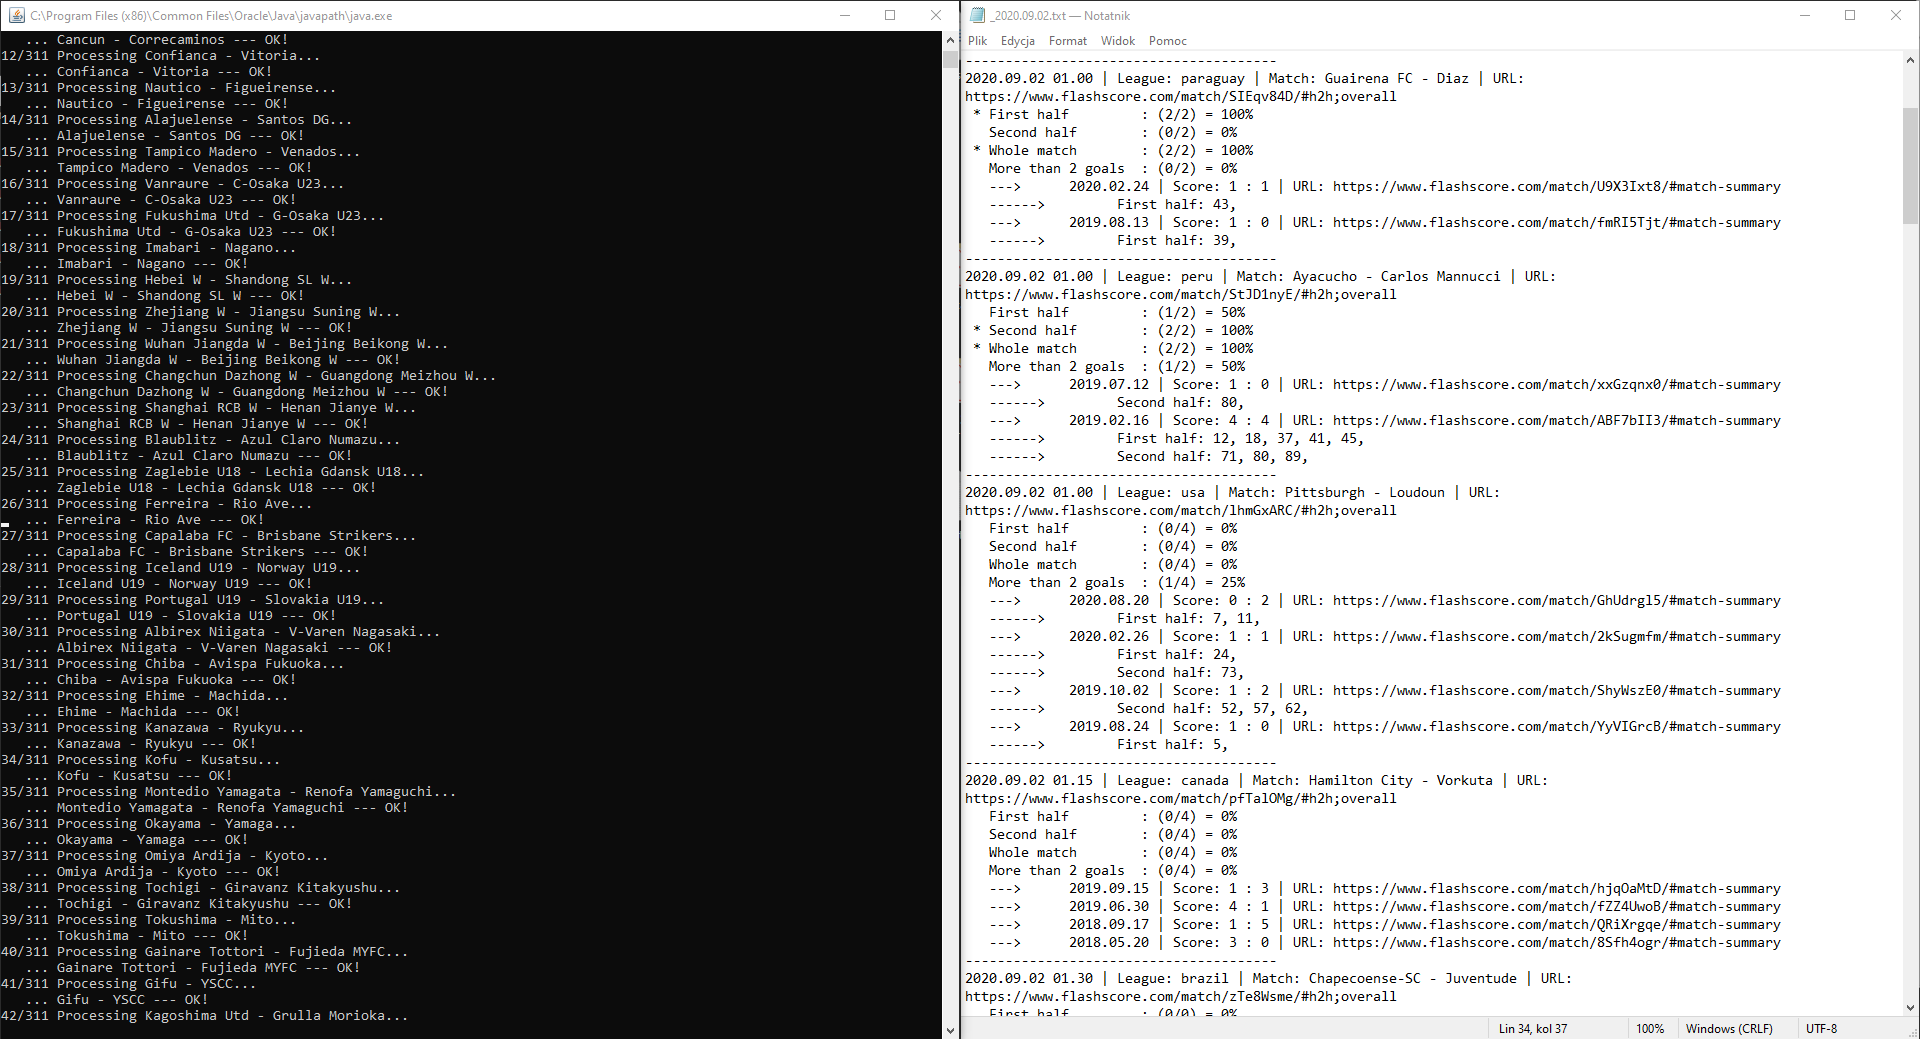 C:\Program Files (x86)\Common Files\Oracle\Java\javapath\java.exe
... Cancun - Correcaminos --- OK!
12/311 Processing Confianca - Vitoria...
... Confianca - Vitoria --- OK!
13/311 Processing Nautico - Figueirense...
... Nautico - Figueirense --- OK!
14/311 Processing Alajuelense - Santos DG...
... Alajuelense - Santos DG --- OK!
15/311 Processing Tampico Madero - Venados...
... Tampico Madero - Venados --- OK!
16/311 Processing Vanraure - C-Osaka U23...
... Vanraure - C-Osaka U23 --- OK!
17/311 Processing Fukushima Utd - G-Osaka U23...
... Fukushima Utd - G-Osaka U23 --- OK!
18/311 Processing Imabari - Nagano...
... Imabari - Nagano --- OK!
19/311 Processing Hebei W - Shandong SL W...
... Hebei W - Shandong SL W --- OK!
20/311 Processing Zhejiang W - Jiangsu Suning W...
... Zhejiang W - Jiangsu Suning W --- OK!
21/311 Processing Wuhan Jiangda W - Beijing Beikong W...
... Wuhan Jiangda W - Beijing Beikong W --- OK!
22/311 Processing Changchun Dazhong W - Guangdong Meizhou W...
... Changchun Dazhong W - Guangdong Meizhou W --- OK!
23/311 Processing Shanghai RCB W - Henan Jianye W...
... Shanghai RCB W - Henan Jianye W --- OK!
24/311 Processing Blaublitz - Azul Claro Numazu...
... Blaublitz - Azul Claro Numazu --- OK!
25/311 Processing Zaglebie U18 - Lechia Gdansk U18...
... Zaglebie U18 - Lechia Gdansk U18 --- OK!
26/311 Processing Ferreira - Rio Ave...
... Ferreira - Rio Ave --- OK!
27/311 Processing Capalaba FC - Brisbane Strikers...
... Capalaba FC - Brisbane Strikers --- OK!
28/311 Processing Iceland U19 - Norway U19...
... Iceland U19 - Norway U19 --- OK!
29/311 Processing Portugal U19 - Slovakia U19...
... Portugal U19 - Slovakia U19 --- OK!
30/311 Processing Albirex Niigata - V-Varen Nagasaki...
... Albirex Niigata - V-Varen Nagasaki --- OK!
31/311 Processing Chiba - Avispa Fukuoka...
... Chiba - Avispa Fukuoka --- OK!
32/311 Processing Ehime - Machida...
... Ehime - Machida --- OK!
33/311 Processing Kanazawa - Ryukyu...
... Kanazawa - Ryukyu --- OK!
34/311 Processing Kofu - Kusatsu...
... Kofu - Kusatsu --- OK!
35/311 Processing Montedio Yamagata - Renofa Yamaguchi...
... Montedio Yamagata - Renofa Yamaguchi --- OK!
36/311 Processing Okayama - Yamaga...
... Okayama - Yamaga --- OK!
37/311 Processing Omiya Ardija - Kyoto...
... Omiya Ardija - Kyoto --- OK!
38/311 Processing Tochigi - Giravanz Kitakyushu...
... Tochigi - Giravanz Kitakyushu --- OK!
39/311 Processing Tokushima - Mito...
... Tokushima - Mito --- OK!
40/311 Processing Gainare Tottori - Fujieda MYFC...
... Gainare Tottori - Fujieda MYFC --- OK!
41/311 Processing Gifu - YSCC...
... Gifu - YSCC --- OK!
42/311 Processing Kagoshima Utd - Grulla Morioka...
_2020.09.02.txt — Notatnik
Plik Edycja Format Widok Pomoc
---------------------------------------
2020.09.02 01.00 | League: paraguay | Match: Guairena FC - Diaz | URL:
https://www.flashscore.com/match/SIEqv84D/#h2h;overall
* First half : (2/2) = 100%
Second half : (0/2) = 0%
* Whole match : (2/2) = 100%
More than 2 goals : (0/2) = 0%
---> 2020.02.24 | Score: 1 : 1 | URL: https://www.flashscore.com/match/U9X3Ixt8/#match-summary
------> First half: 43,
---> 2019.08.13 | Score: 1 : 0 | URL: https://www.flashscore.com/match/fmRI5Tjt/#match-summary
------> First half: 39,
---------------------------------------
2020.09.02 01.00 | League: peru | Match: Ayacucho - Carlos Mannucci | URL:
https://www.flashscore.com/match/StJD1nyE/#h2h;overall
First half : (1/2) = 50%
* Second half : (2/2) = 100%
* Whole match : (2/2) = 100%
More than 2 goals : (1/2) = 50%
---> 2019.07.12 | Score: 1 : 0 | URL: https://www.flashscore.com/match/xxGzqnx0/#match-summary
------> Second half: 80,
---> 2019.02.16 | Score: 4 : 4 | URL: https://www.flashscore.com/match/ABF7bII3/#match-summary
------> First half: 12, 18, 37, 41, 45,
------> Second half: 71, 80, 89,
---------------------------------------
2020.09.02 01.00 | League: usa | Match: Pittsburgh - Loudoun | URL:
https://www.flashscore.com/match/lhmGxARC/#h2h;overall
First half : (0/4) = 0%
Second half : (0/4) = 0%
Whole match : (0/4) = 0%
More than 2 goals : (1/4) = 25%
---> 2020.08.20 | Score: 0 : 2 | URL: https://www.flashscore.com/match/GhUdrgl5/#match-summary
------> First half: 7, 11,
---> 2020.02.26 | Score: 1 : 1 | URL: https://www.flashscore.com/match/2kSugmfm/#match-summary
------> First half: 24,
------> Second half: 73,
---> 2019.10.02 | Score: 1 : 2 | URL: https://www.flashscore.com/match/ShyWszE0/#match-summary
------> Second half: 52, 57, 62,
---> 2019.08.24 | Score: 1 : 0 | URL: https://www.flashscore.com/match/YyVIGrcB/#match-summary
------> First half: 5,
---------------------------------------
2020.09.02 01.15 | League: canada | Match: Hamilton City - Vorkuta | URL:
https://www.flashscore.com/match/pfTalOMg/#h2h;overall
First half : (0/4) = 0%
Second half : (0/4) = 0%
Whole match : (0/4) = 0%
More than 2 goals : (0/4) = 0%
---> 2019.09.15 | Score: 1 : 3 | URL: https://www.flashscore.com/match/hjqOaMtD/#match-summary
---> 2019.06.30 | Score: 4 : 1 | URL: https://www.flashscore.com/match/fZZ4UwoB/#match-summary
---> 2018.09.17 | Score: 1 : 5 | URL: https://www.flashscore.com/match/QRiXrgqe/#match-summary
---> 2018.05.20 | Score: 3 : 0 | URL: https://www.flashscore.com/match/8Sfh4ogr/#match-summary
---------------------------------------
2020.09.02 01.30 | League: brazil | Match: Chapecoense-SC - Juventude | URL:
https://www.flashscore.com/match/zTe8Wsme/#h2h;overall
First half : (0/0) = 0%
Lin 34, kol 37 100% Windows (CRLF) UTF-8